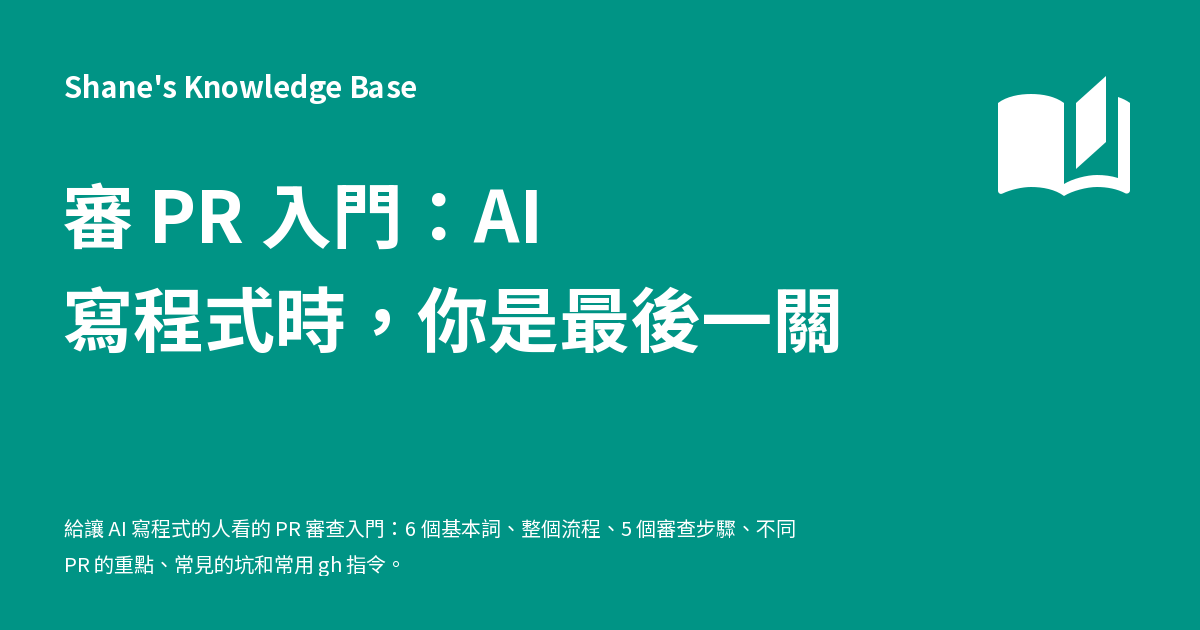 Shane's Knowledge Base
審 PR 入門：AI
寫程式時，你是最後一關
給讓 AI 寫程式的人看的 PR 審查入門：6 個基本詞、整個流程、5 個審查步驟、不同
PR 的重點、常見的坑和常用 gh 指令。